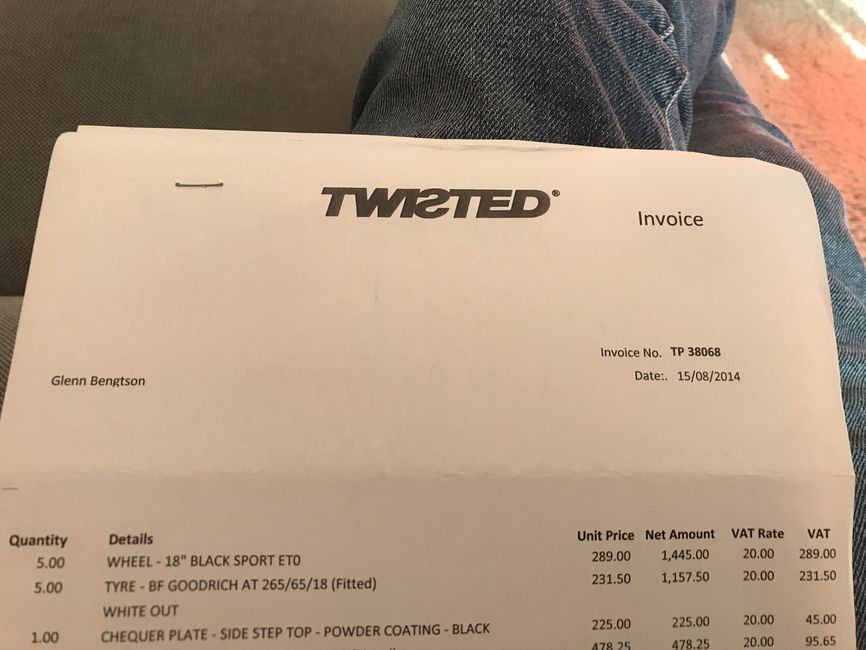 TWISTED®
Invoice
Invoice No. TP 38068
Glenn Bengtson
Date:. 15/08/2014
Quantity Details Unit Price Net Amount VAT Rate VAT
5.00 WHEEL - 18" BLACK SPORT ET0 289.00 1,445.00 20.00 289.00
5.00 TYRE - BF GOODRICH AT 265/65/18 (Fitted) 231.50 1,157.50 20.00 231.50
WHITE OUT
1.00 CHEQUER PLATE - SIDE STEP TOP - POWDER COATING - BLACK 225.00 225.00 20.00 45.00
478.25 478.25 20.00 95.65